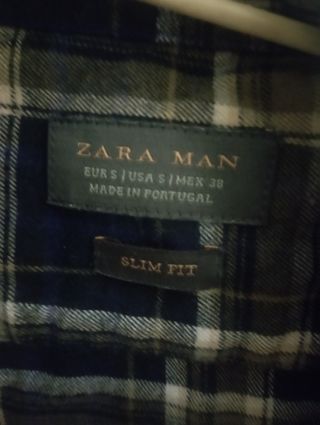 ZARA MAN
EUR S | USA S | MEX 38
MADE IN PORTUGAL
SLIM FIT